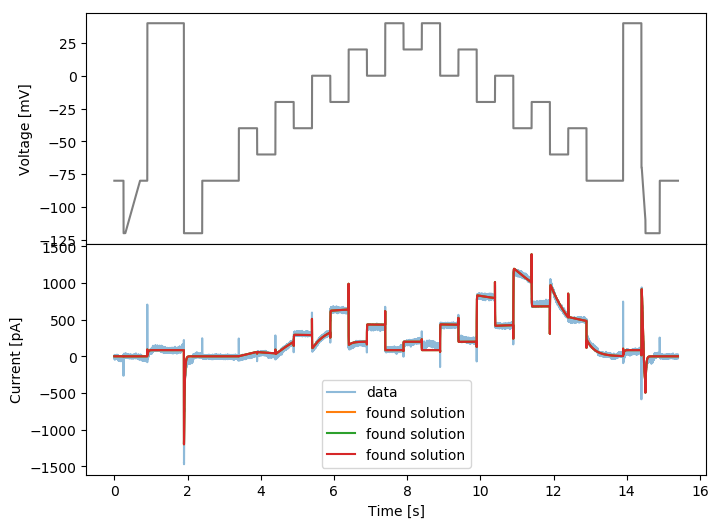 25
0
−25
−50
−75
−100
−125
Voltage [mV]
1500
1000
500
0
−500
−1000
−1500
Current [pA]
data
found solution
found solution
found solution
0 2 4 6 8 10 12 14 16
Time [s]